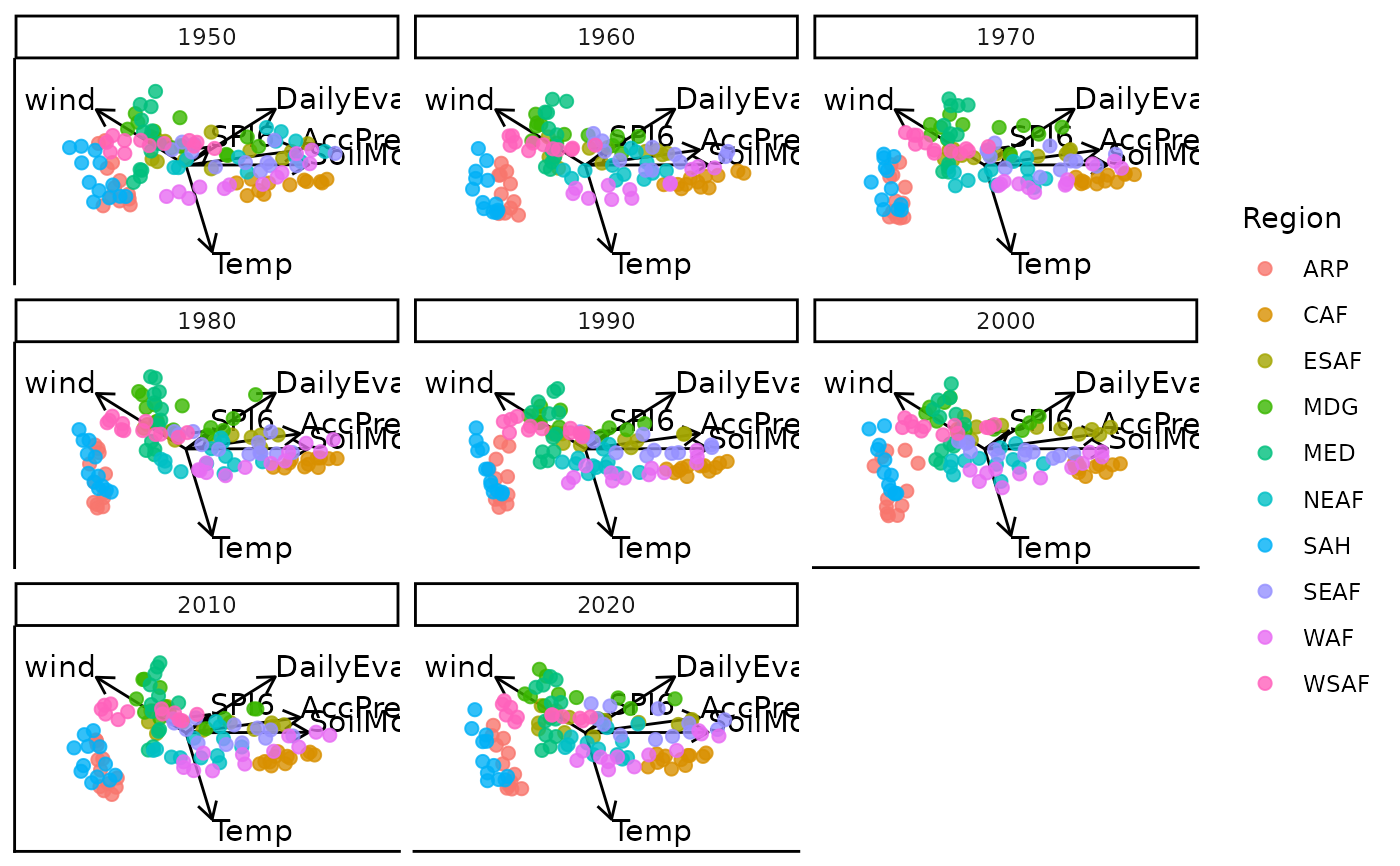 1950
1960
1970
wind
DailyEva
SPI6
AccPre
SoilMo
Temp
wind
DailyEva
SPI6
AccPre
SoilMo
Temp
wind
DailyEva
SPI6
AccPre
SoilMo
Temp
1980
1990
2000
wind
DailyEva
SPI6
AccPre
SoilMo
Temp
wind
DailyEva
SPI6
AccPre
SoilMo
Temp
wind
DailyEva
SPI6
AccPre
SoilMo
Temp
2010
2020
wind
DailyEva
SPI6
AccPre
SoilMo
Temp
wind
DailyEva
SPI6
AccPre
SoilMo
Temp
Region
ARP
CAF
ESAF
MDG
MED
NEAF
SAH
SEAF
WAF
WSAF